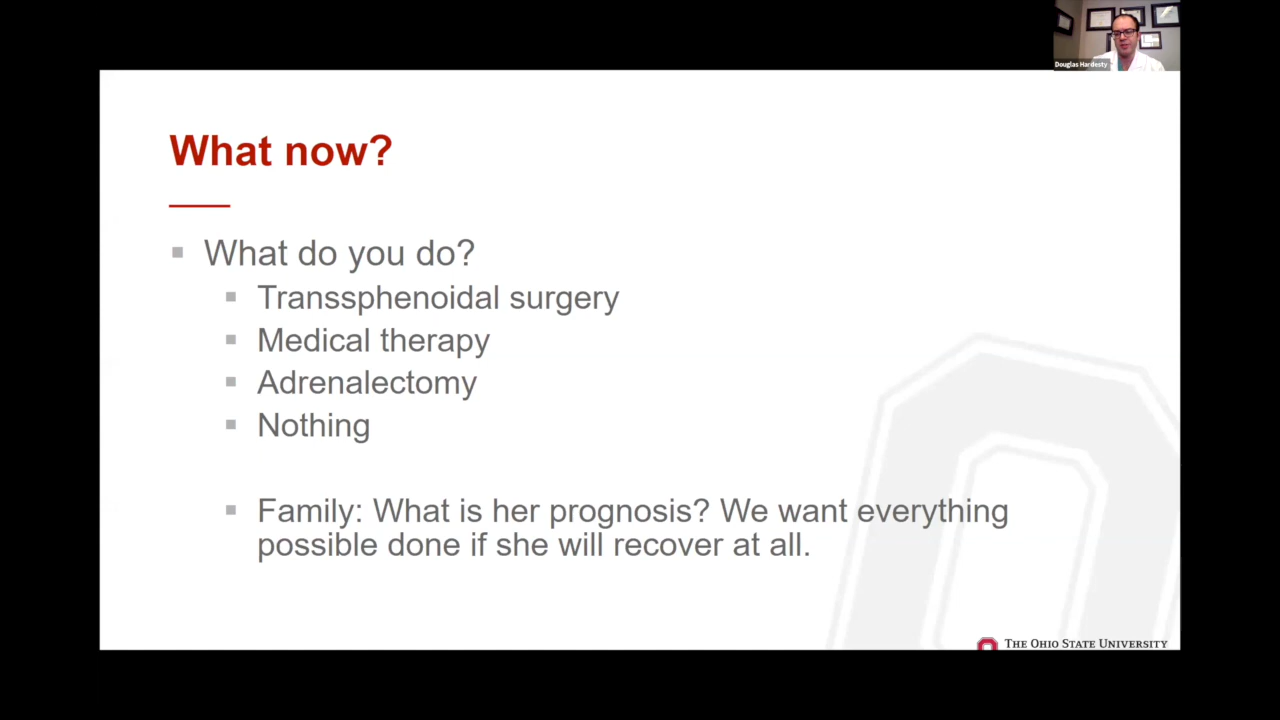 Douglas Hardesty
What now?
What do you do?
Transsphenoidal surgery
Medical therapy
Adrenalectomy
Nothing
Family: What is her prognosis? We want everything
possible done if she will recover at all.
THE OHIO STATE UNIVERSITY